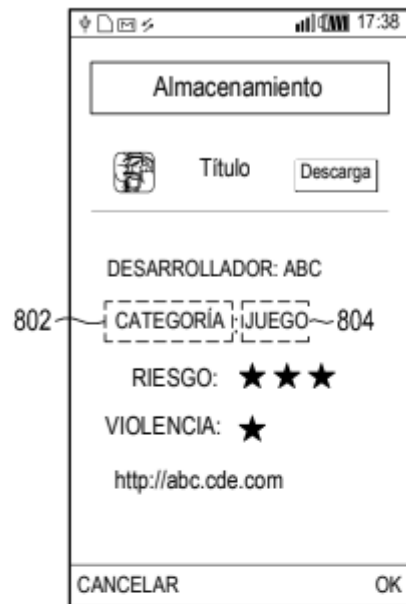 17:38
Almacenamiento
Título Descarga
DESARROLLADOR: ABC
802 CATEGORÍA : JUEGO 804
RIESGO: ★ ★ ★
VIOLENCIA: ★
http://abc.cde.com
CANCELAR OK